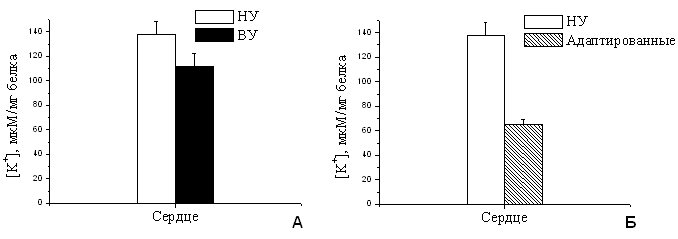 НУ
ВУ
[K+], мкМ/мг белка
140
120
100
80
60
40
20
0
Сердце
А
НУ
Адаптированные
[K+], мкМ/мг белка
140
120
100
80
60
40
20
0
Сердце
Б